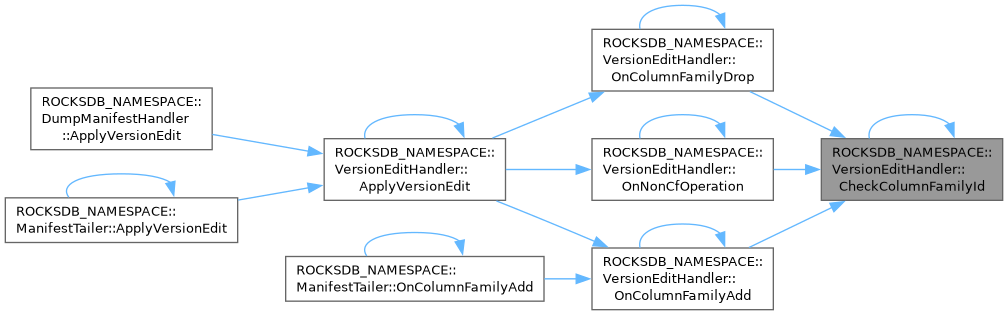 ROCKSDB_NAMESPACE::
VersionEditHandler::
OnColumnFamilyDrop
ROCKSDB_NAMESPACE::
DumpManifestHandler
::ApplyVersionEdit
ROCKSDB_NAMESPACE::
VersionEditHandler::
ApplyVersionEdit
ROCKSDB_NAMESPACE::
VersionEditHandler::
OnNonCfOperation
ROCKSDB_NAMESPACE::
VersionEditHandler::
CheckColumnFamilyId
ROCKSDB_NAMESPACE::
ManifestTailer::ApplyVersionEdit
ROCKSDB_NAMESPACE::
ManifestTailer::OnColumnFamilyAdd
ROCKSDB_NAMESPACE::
VersionEditHandler::
OnColumnFamilyAdd